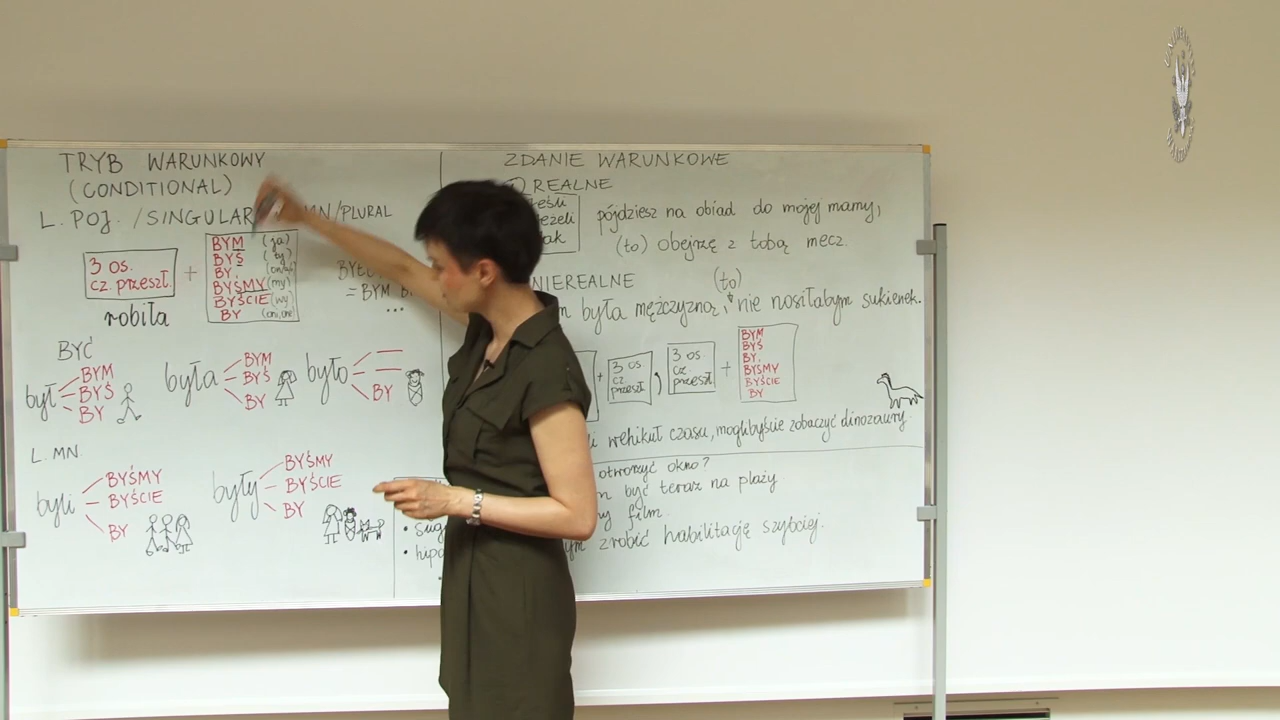 TRYB WARUNKOWY
(CONDITIONAL)
L. POJ. /SINGULAR MN/PLURAL
3 os.
cz. przeszł.
+
BYM (ja)
BYŚ (ty)
BY.
BYŚMY (my)
BYŚCIE (wy)
BY (oni, one)
robiła
= BYM
...
BYĆ
był
BYM
BYŚ
BY
była
BYM
BYŚ
BY
było
BY
L. MN.
byli
BYŚMY
BYŚCIE
BY
były
BYŚMY
BYŚCIE
BY
ZDANIE WARUNKOWE
REALNE
pójdziesz na obiad do mojej mamy,
(to) obejrzę z tobą mecz.
NIEREALNE
(to)
była mężczyzną, nie nosiłabym sukienek.
+ 3 os. cz. przeszł , 3 os. cz. przeszł +
BYM
BYŚ
BY.
BYŚMY
BYŚCIE
BY
wehikuł czasu, moglibyście zobaczyć dinozaury.
otworzyć okno?
być teraz na plaży
film.
zrobić habilitację szybciej.